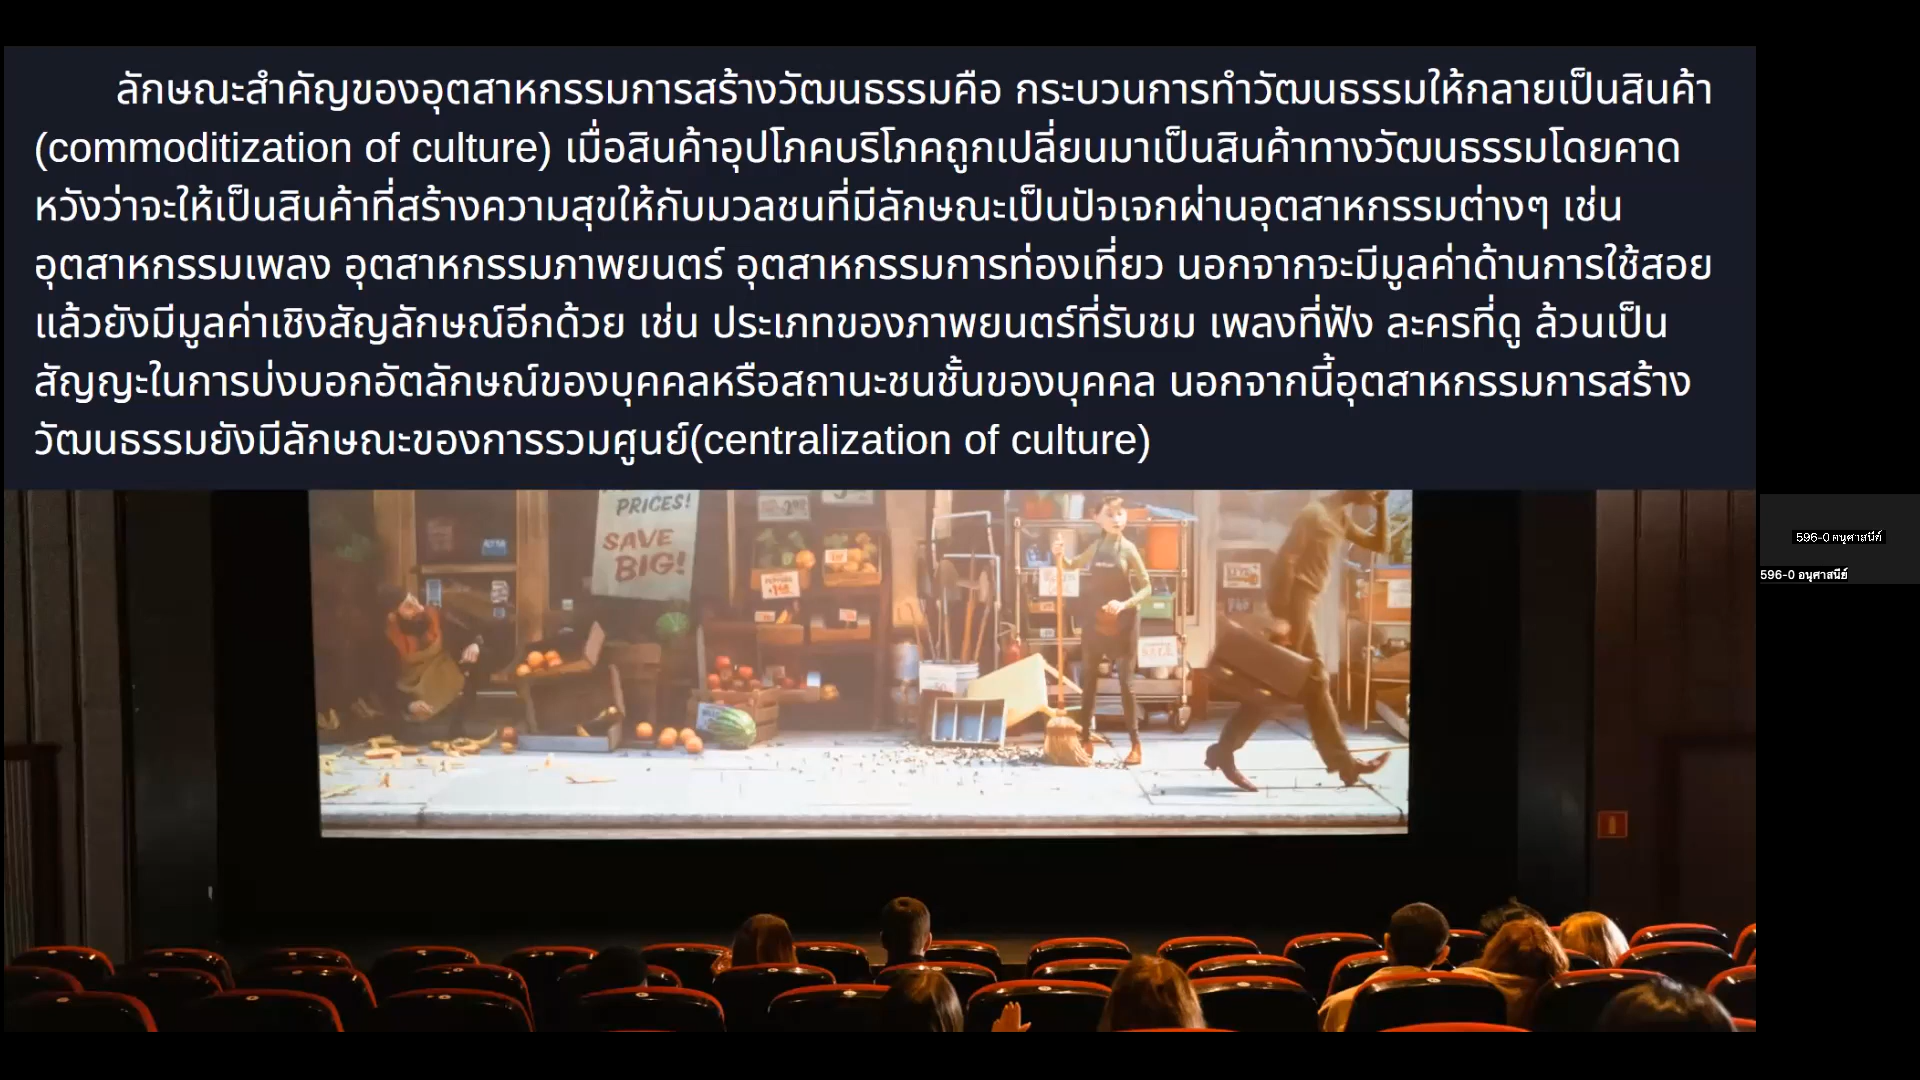 ลักษณะสำคัญของอุตสาหกรรมการสร้างวัฒนธรรมคือ กระบวนการทำวัฒนธรรมให้กลายเป็นสินค้า
(commoditization of culture) เมื่อสินค้าอุปโภคบริโภคถูกเปลี่ยนมาเป็นสินค้าทางวัฒนธรรมโดยคาด
หวังว่าจะให้เป็นสินค้าที่สร้างความสุขให้กับมวลชนที่มีลักษณะเป็นปัจเจกผ่านอุตสาหกรรมต่างๆ เช่น
อุตสาหกรรมเพลง อุตสาหกรรมภาพยนตร์ อุตสาหกรรมการท่องเที่ยว นอกจากจะมีมูลค่าด้านการใช้สอย
แล้วยังมีมูลค่าเชิงสัญลักษณ์อีกด้วย เช่น ประเภทของภาพยนตร์ที่รับชม เพลงที่ฟัง ละครที่ดู ล้วนเป็น
สัญญะในการบ่งบอกอัตลักษณ์ของบุคคลหรือสถานะชนชั้นของบุคคล นอกจากนี้อุตสาหกรรมการสร้าง
วัฒนธรรมยังมีลักษณะของการรวมศูนย์(centralization of culture)
PRICES!
SAVE
BIG!
596-0 อนุศาสนีย์
596-0 อนุศาสนีย์